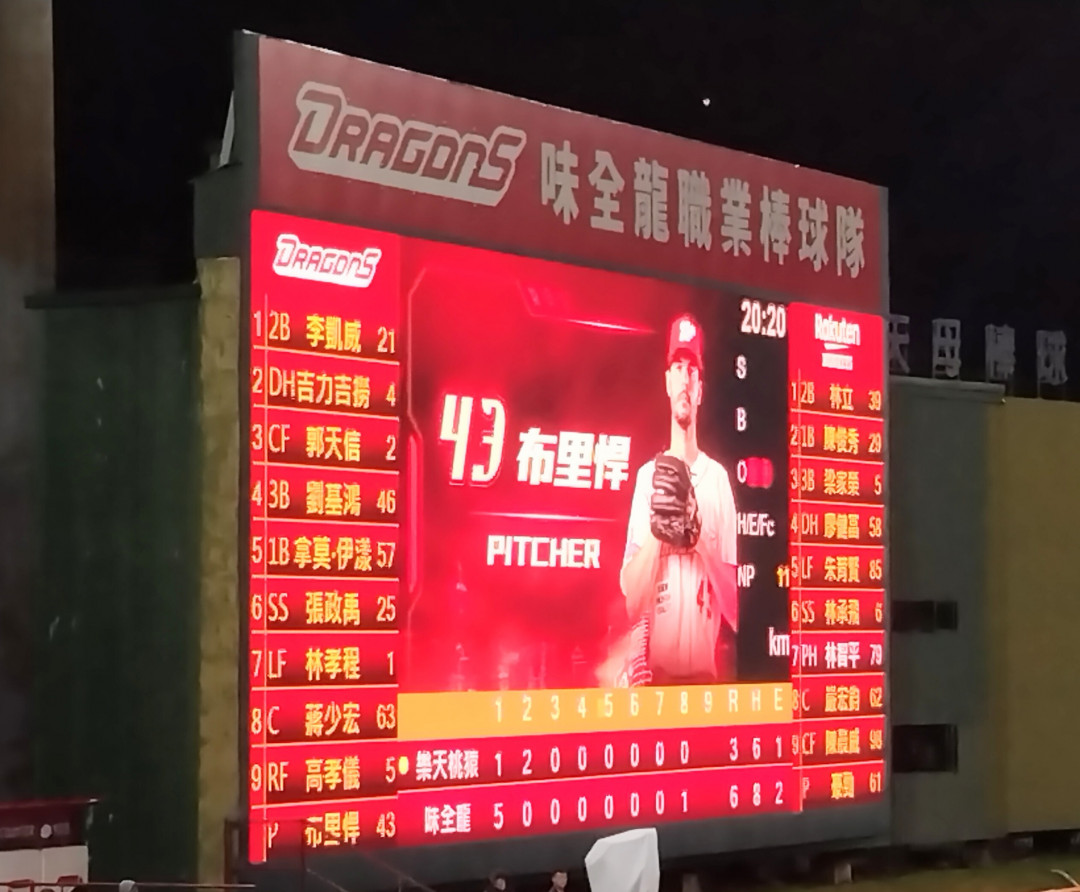 DRAGONS
味全龍職業棒球隊
DRAGONS
1 2B 李凱威 21
2 DH 吉力吉撈 4
3 CF 郭天信 2
4 3B 劉基鴻 46
5 1B 拿莫·伊漾 57
6 SS 張政禹 25
7 LF 林孝程 1
8 C 蔣少宏 63
9 RF 高孝儀 5
P 布里悍 43
43 布里悍
PITCHER
20:20
S
B
O
H/E/Fc
NP 11
km
Rakuten
1 2B 林立 39
2 1B 陳俊秀 29
3 3B 梁家榮 5
4 DH 廖健富 58
5 LF 朱育賢 85
6 SS 林承飛 6
7 PH 林智平 79
8 C 嚴宏鈞 62
9 CF 陳晨威 98
P 61
1 2 3 4 5 6 7 8 9 R H E
樂天桃猿 1 2 0 0 0 0 0 0 3 6 1
味全龍 5 0 0 0 0 0 0 1 6 8 2
天母棒球